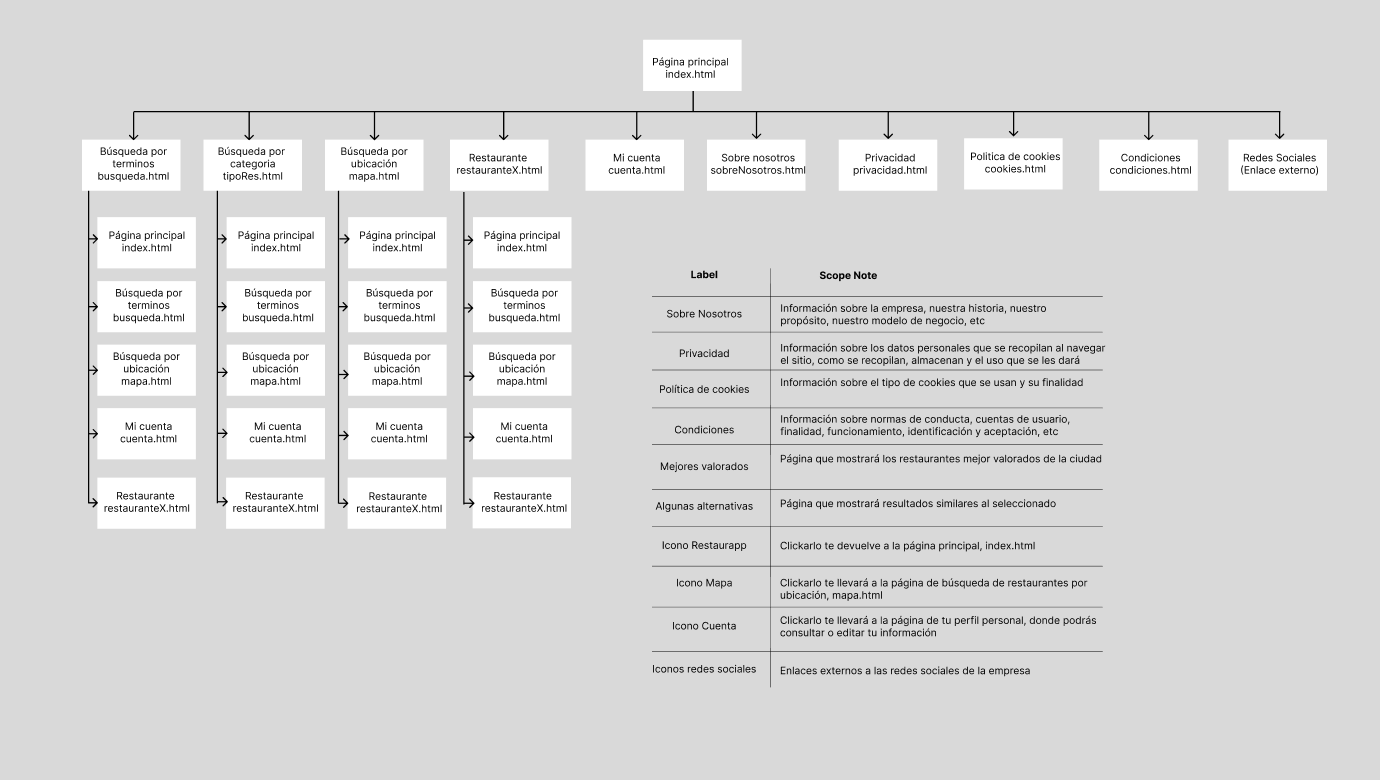 Página principal
index.html
Búsqueda por
terminos
busqueda.html
Búsqueda por
categoria
tipoRes.html
Búsqueda por
ubicación
mapa.html
Restaurante
restauranteX.html
Mi cuenta
cuenta.html
Sobre nosotros
sobreNosotros.html
Privacidad
privacidad.html
Politica de cookies
cookies.html
Condiciones
condiciones.html
Redes Sociales
(Enlace externo)
Página principal
index.html
Búsqueda por
terminos
busqueda.html
Búsqueda por
ubicación
mapa.html
Mi cuenta
cuenta.html
Restaurante
restauranteX.html
Página principal
index.html
Búsqueda por
terminos
busqueda.html
Búsqueda por
ubicación
mapa.html
Mi cuenta
cuenta.html
Restaurante
restauranteX.html
Página principal
index.html
Búsqueda por
terminos
busqueda.html
Búsqueda por
ubicación
mapa.html
Mi cuenta
cuenta.html
Restaurante
restauranteX.html
Página principal
index.html
Búsqueda por
terminos
busqueda.html
Búsqueda por
ubicación
mapa.html
Mi cuenta
cuenta.html
Restaurante
restauranteX.html
Label
Scope Note
Sobre Nosotros
Información sobre la empresa, nuestra historia, nuestro
propósito, nuestro modelo de negocio, etc
Privacidad
Información sobre los datos personales que se recopilan al navegar
el sitio, como se recopilan, almacenan y el uso que se les dará
Política de cookies
Información sobre el tipo de cookies que se usan y su finalidad
Condiciones
Información sobre normas de conducta, cuentas de usuario,
finalidad, funcionamiento, identificación y aceptación, etc
Mejores valorados
Página que mostrará los restaurantes mejor valorados de la ciudad
Algunas alternativas
Página que mostrará resultados similares al seleccionado
Icono Restaurapp
Clickarlo te devuelve a la página principal, index.html
Icono Mapa
Clickarlo te llevará a la página de búsqueda de restaurantes por
ubicación, mapa.html
Icono Cuenta
Clickarlo te llevará a la página de tu perfil personal, donde podrás
consultar o editar tu información
Iconos redes sociales
Enlaces externos a las redes sociales de la empresa